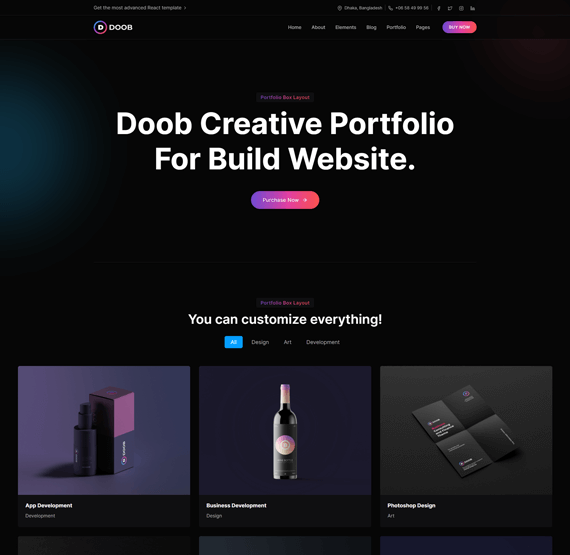 Get the most advanced React template
Dhaka, Bangladesh
+06 58 49 99 56
DOOB
Home
About
Elements
Blog
Portfolio
Pages
BUY NOW
Portfolio Box Layout
Doob Creative Portfolio
For Build Website.
Purchase Now
Portfolio Box Layout
You can customize everything!
All
Design
Art
Development
App Development
Development
Business Development
Design
Photoshop Design
Art